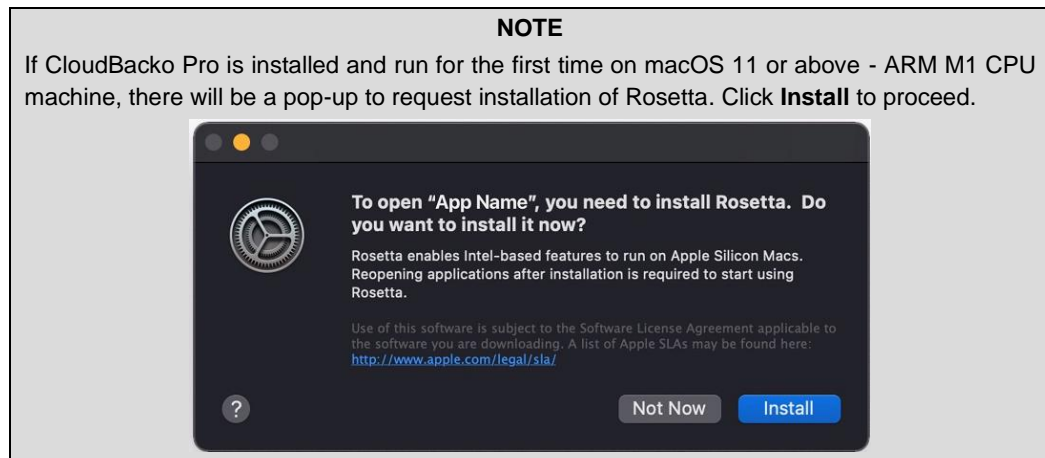 NOTE
If CloudBacko Pro is installed and run for the first time on macOS 11 or above - ARM M1 CPU
machine, there will be a pop-up to request installation of Rosetta. Click Install to proceed.
To open “App Name”, you need to install Rosetta. Do
you want to install it now?
Rosetta enables Intel-based features to run on Apple Silicon Macs.
Reopening applications after installation is required to start using
Rosetta.
Use of this software is subject to the Software License Agreement applicable to
the software you are downloading. A list of Apple SLAs may be found here:
http://www.apple.com/legal/sla/
?
Not Now
Install